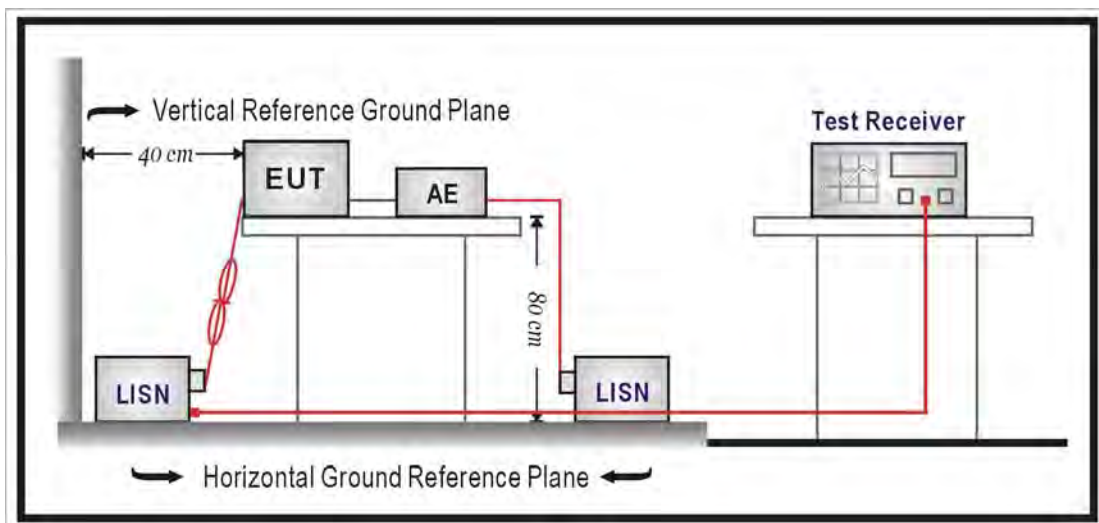 Vertical Reference Ground Plane
Test Receiver
40 cm
EUT
AE
80 cm
LISN
LISN
Horizontal Ground Reference Plane